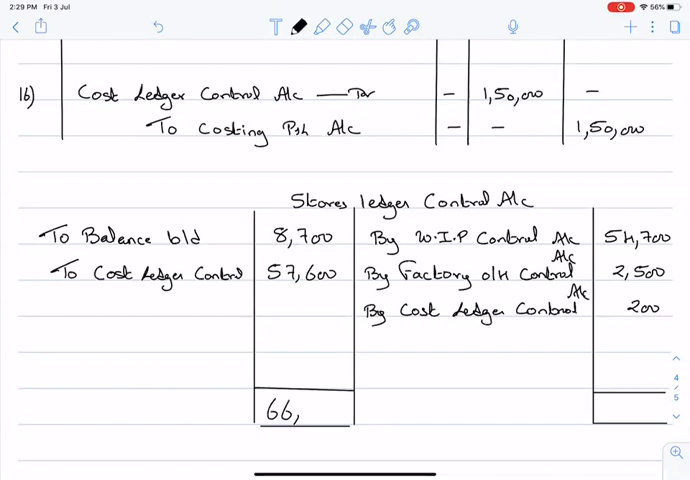 2:29 PM Fri 3 Jul 56%
16) Cost Ledger Control A/c — Dr - 1,50,000 -
To Costing P&L A/c - - 1,50,000
Stores ledger Control A/c
To Balance b/d 8,700 By W.I.P Control A/c 54,700
To Cost Ledger Control 57,600 By Factory O/H Control A/c 2,500
By Cost Ledger Control A/c 200
66,
4
5